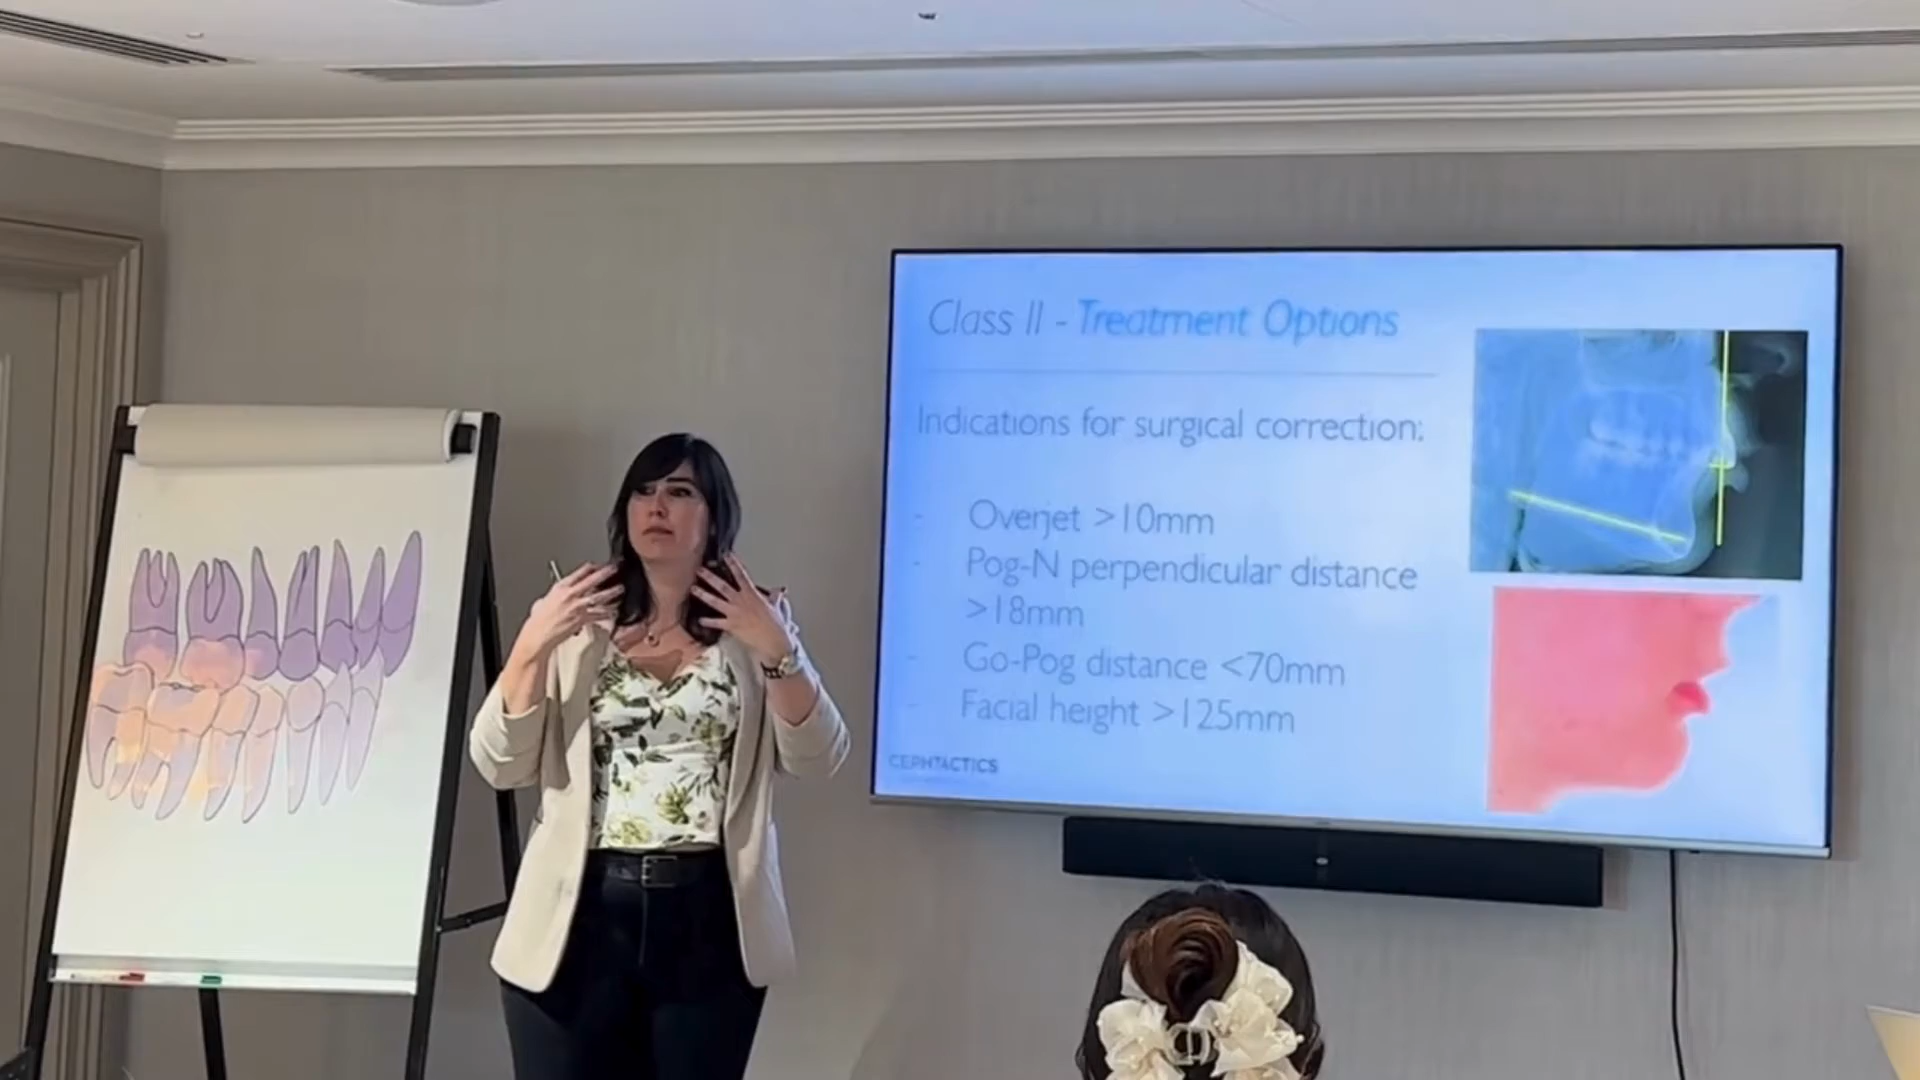 Class II - Treatment Options
Indications for surgical correction:
- Overjet >10mm
- Pog-N perpendicular distance
>18mm
- Go-Pog distance <70mm
- Facial height >125mm
CEPHTACTICS